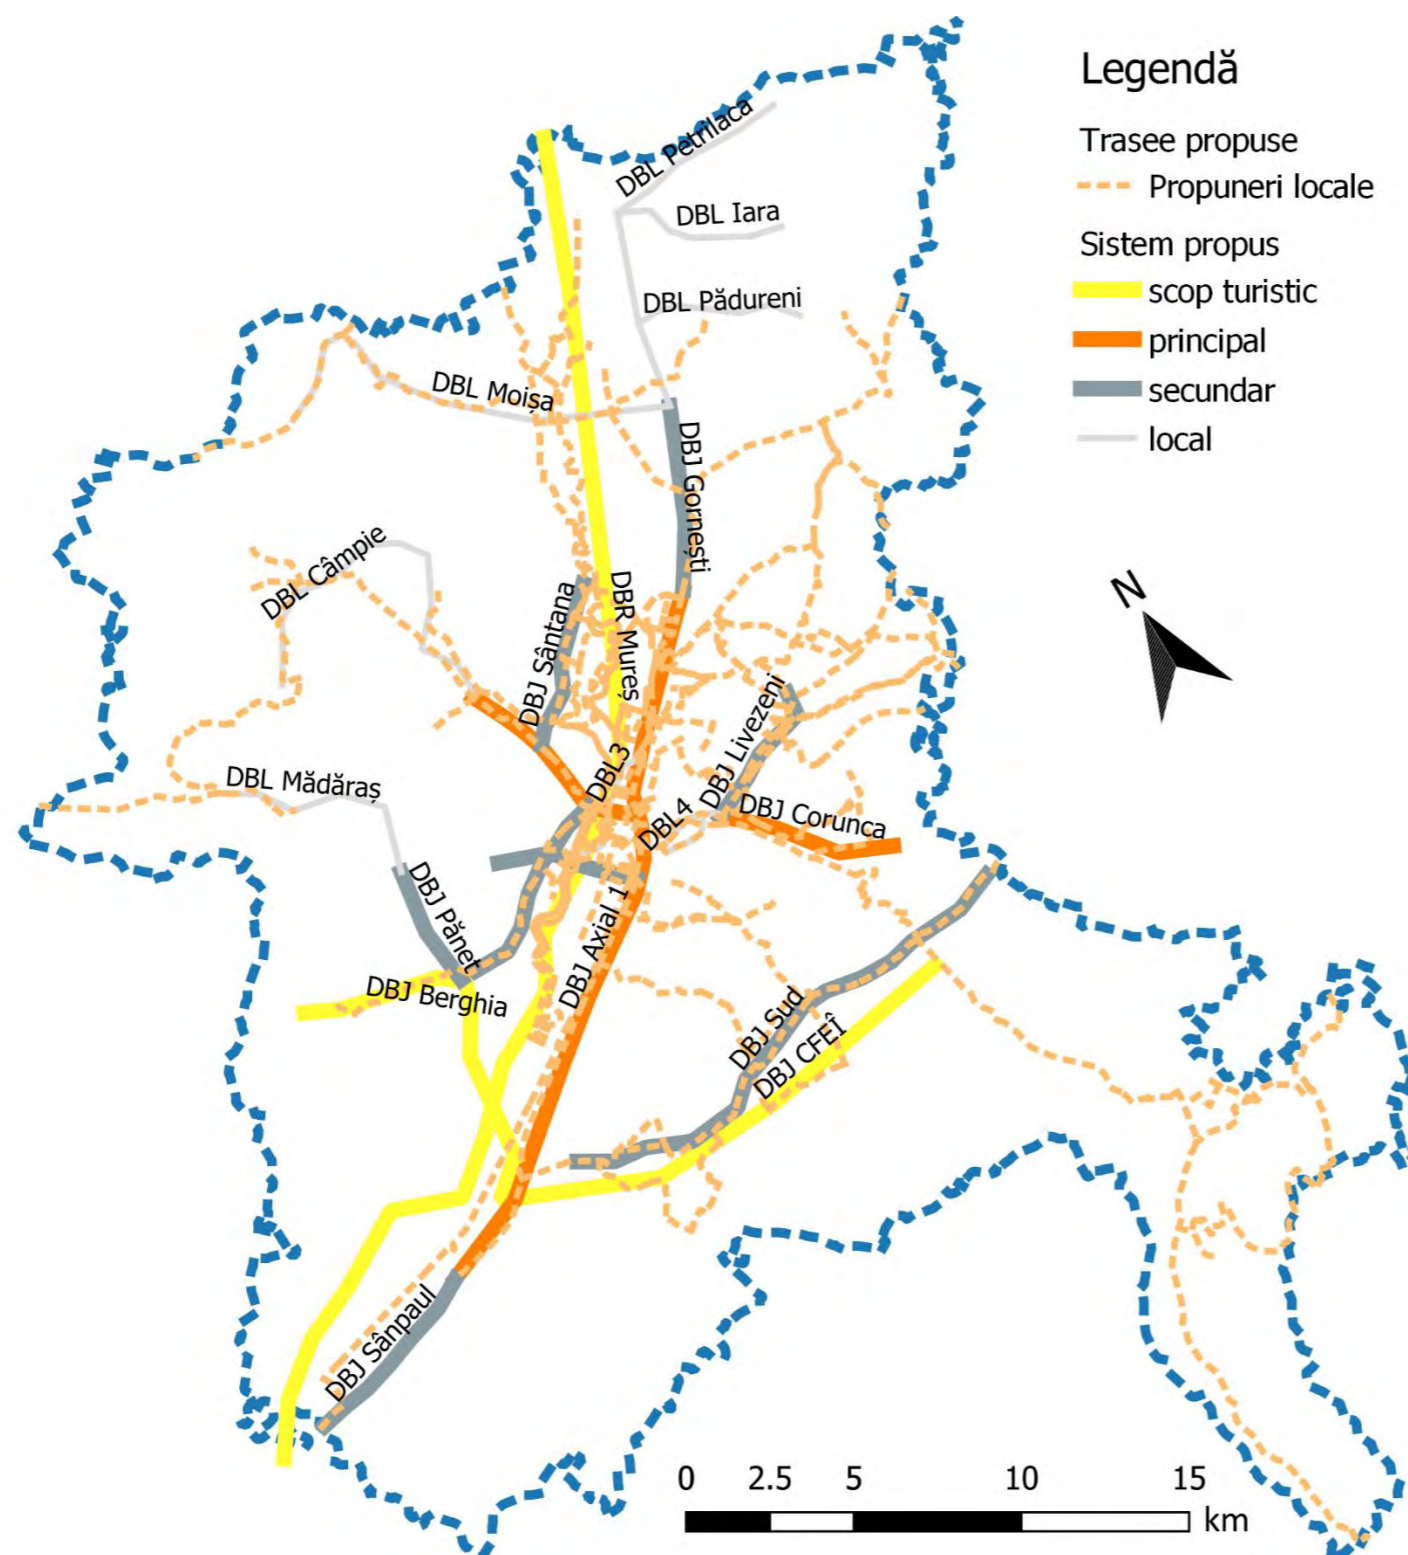 Legendă
Trasee propuse
Propuneri locale
Sistem propus
scop turistic
principal
secundar
local
DBL Petrilaca
DBL Iara
DBL Pădureni
DBL Moișa
DBJ Gornești
DBL Câmpie
DBJ Sântana
DBR Mureș
N
DBJ Livezeni
DBL3
DBL Mădăraș
DBL4
DBJ Corunca
DBJ Pănet
DBJ Axial 1
DBJ Berghia
DBJ Sud
DBJ CFEÎ
DBJ Sânpaul
0 2.5 5 10 15
km